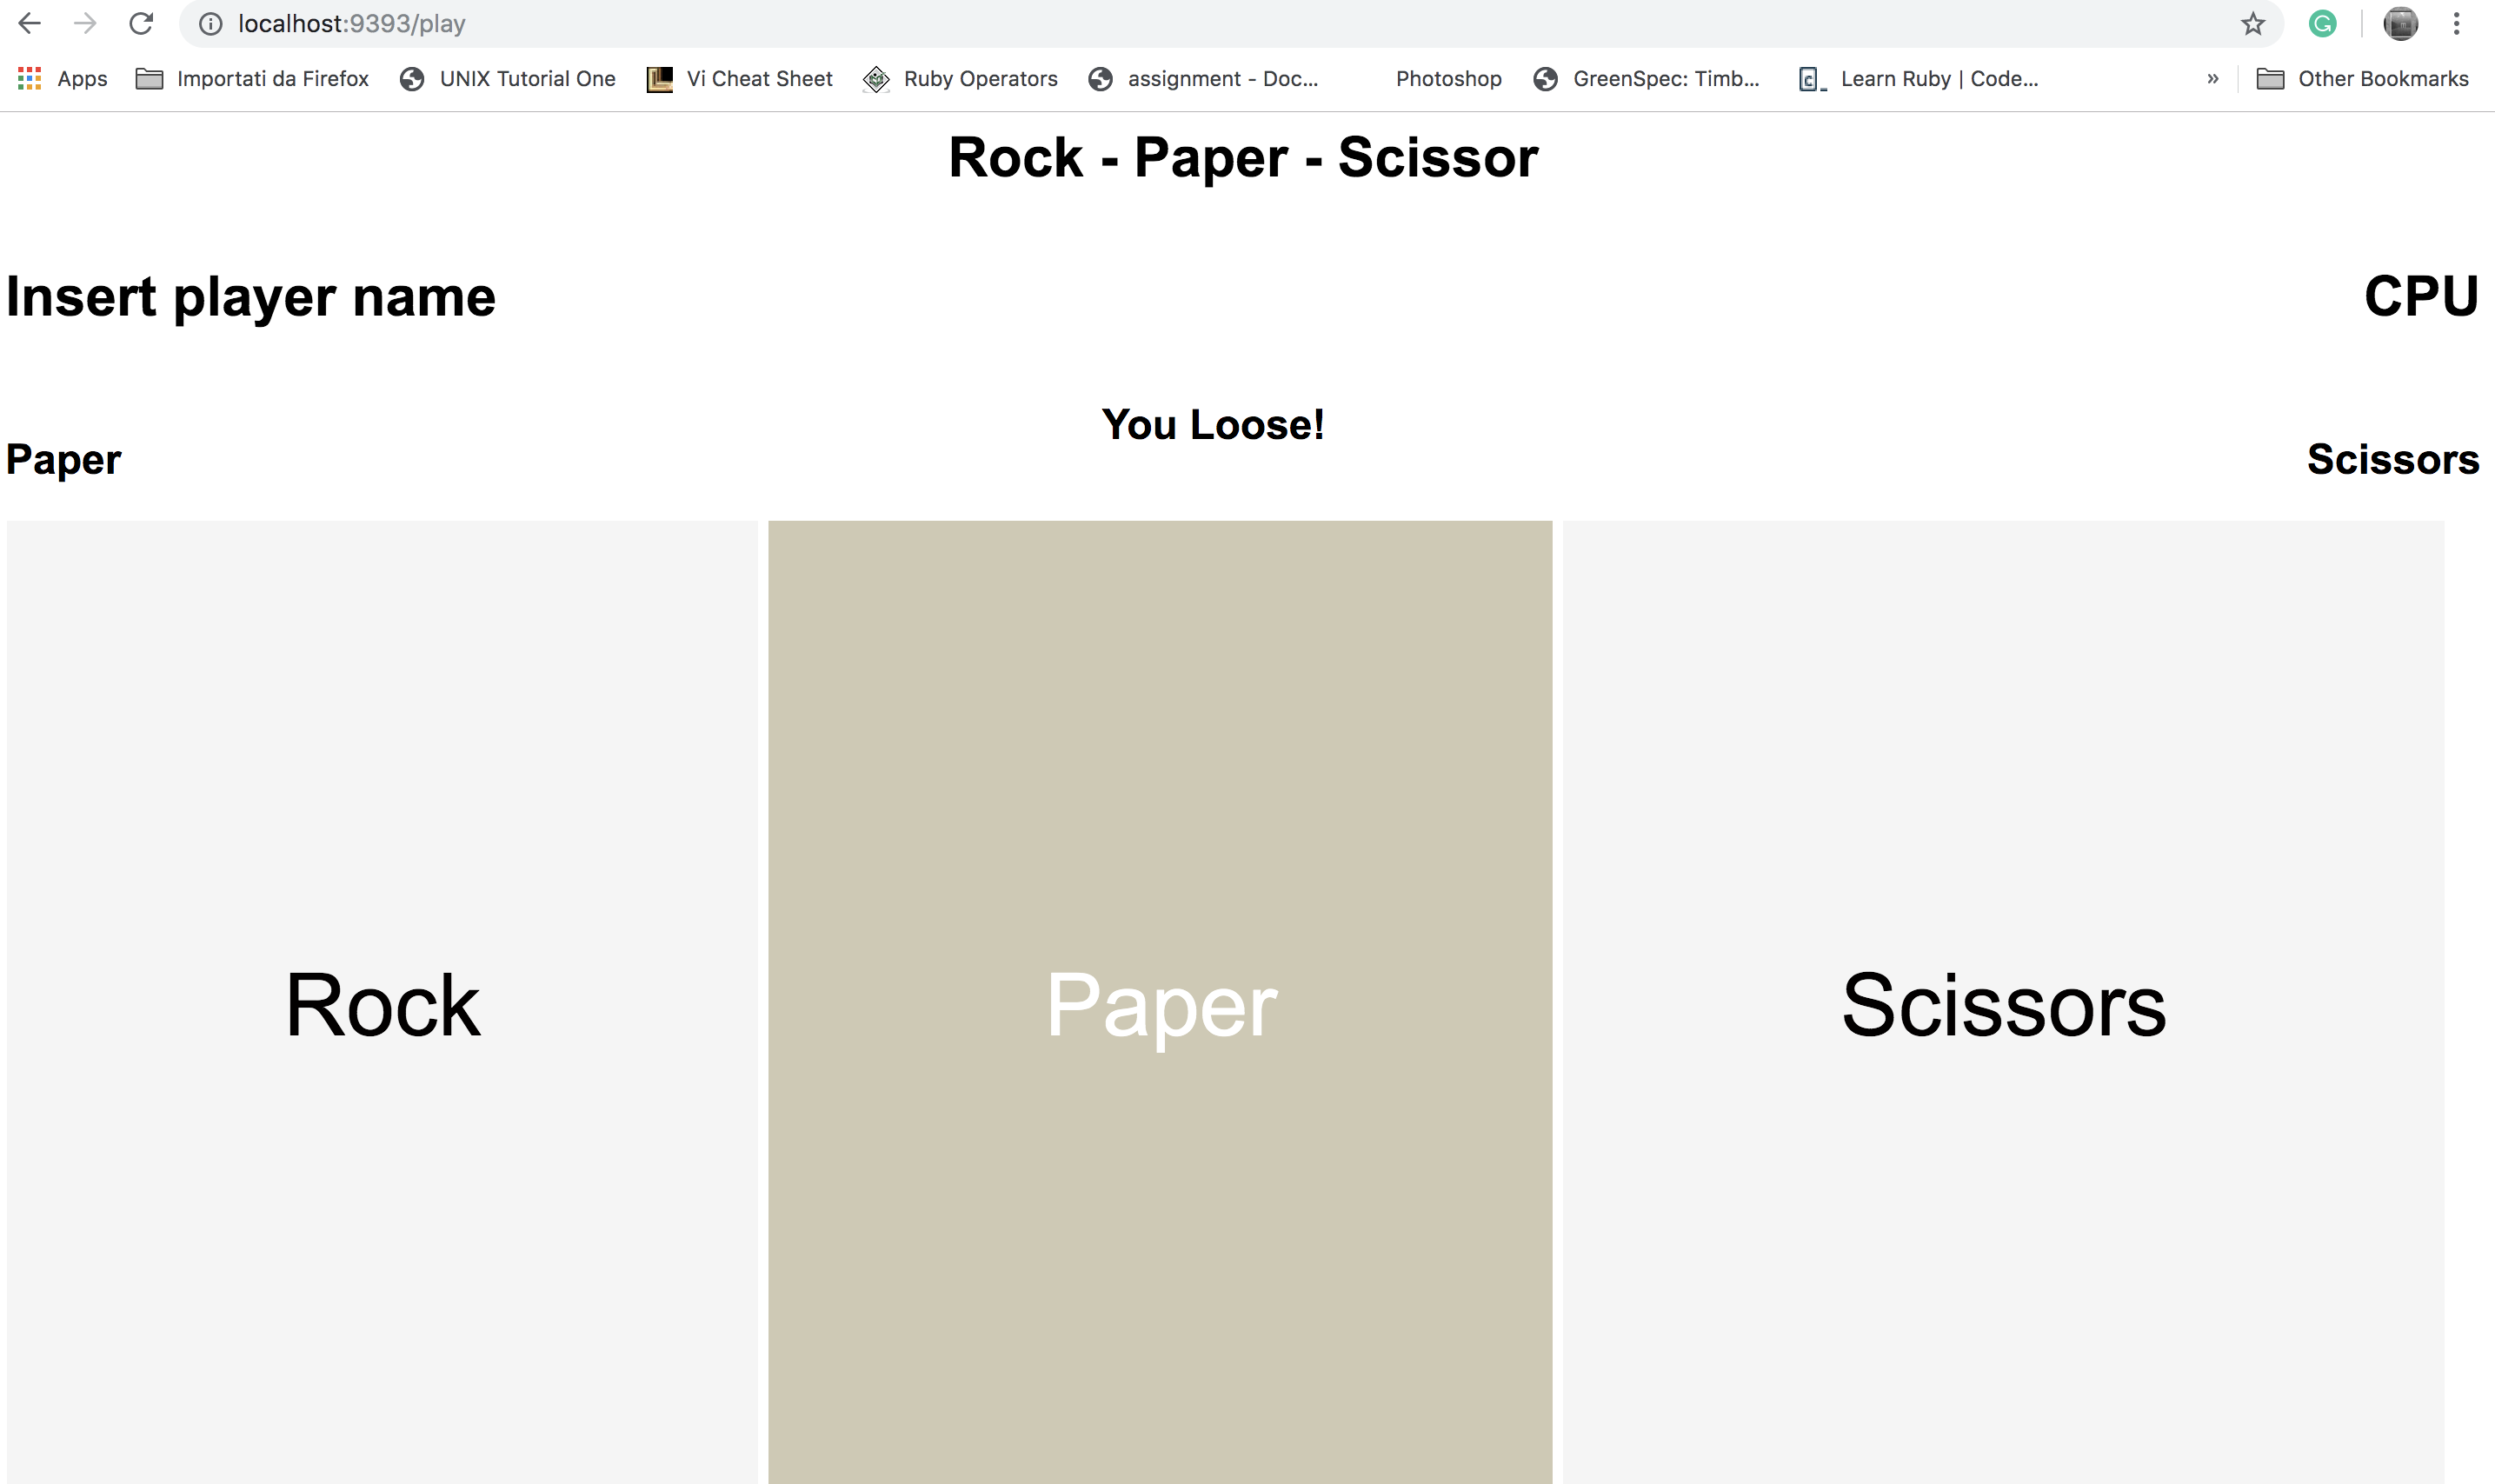 localhost:9393/play
Apps Importati da Firefox UNIX Tutorial One Vi Cheat Sheet Ruby Operators assignment - Doc... Photoshop GreenSpec: Timb... Learn Ruby | Code... » Other Bookmarks
Rock - Paper - Scissor
Insert player name CPU
You Loose!
Paper Scissors
Rock Paper Scissors